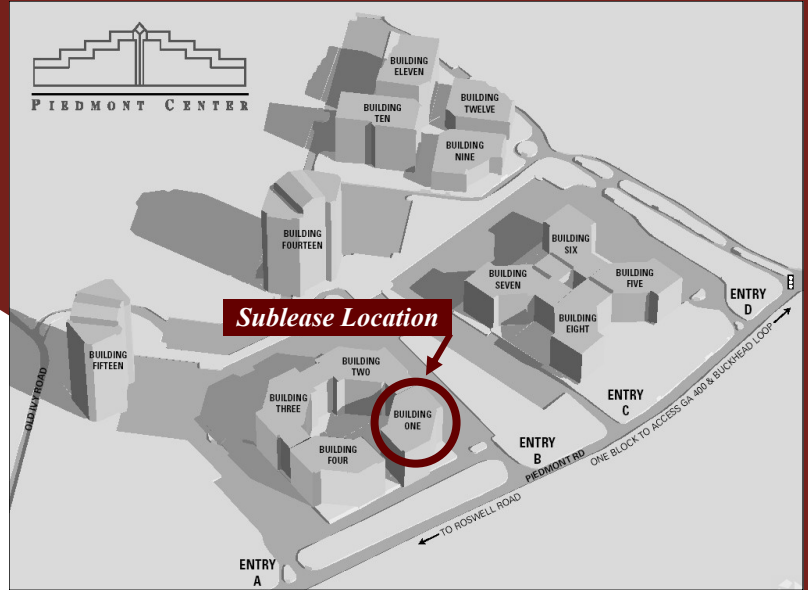 PIEDMONT CENTER
BUILDING
ELEVEN
BUILDING
TEN
BUILDING
TWELVE
BUILDING
NINE
BUILDING
FOURTEEN
BUILDING
SIX
BUILDING
SEVEN
BUILDING
FIVE
BUILDING
EIGHT
ENTRY
D
Sublease Location
BUILDING
FIFTEEN
OLD IVY ROAD
BUILDING
TWO
BUILDING
THREE
BUILDING
ONE
BUILDING
FOUR
ENTRY
C
ONE BLOCK TO ACCESS GA 400 & BUCKHEAD LOOP
ENTRY
B
PIEDMONT RD
TO ROSWELL ROAD
ENTRY
A